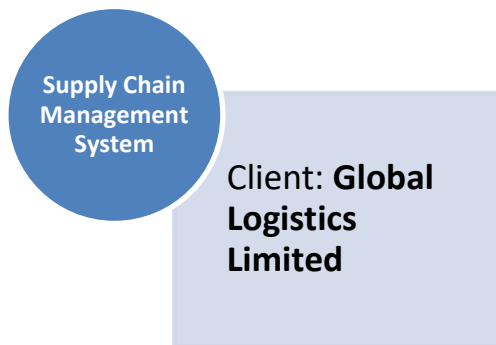 Supply Chain
Management
System
Client: Global
Logistics
Limited